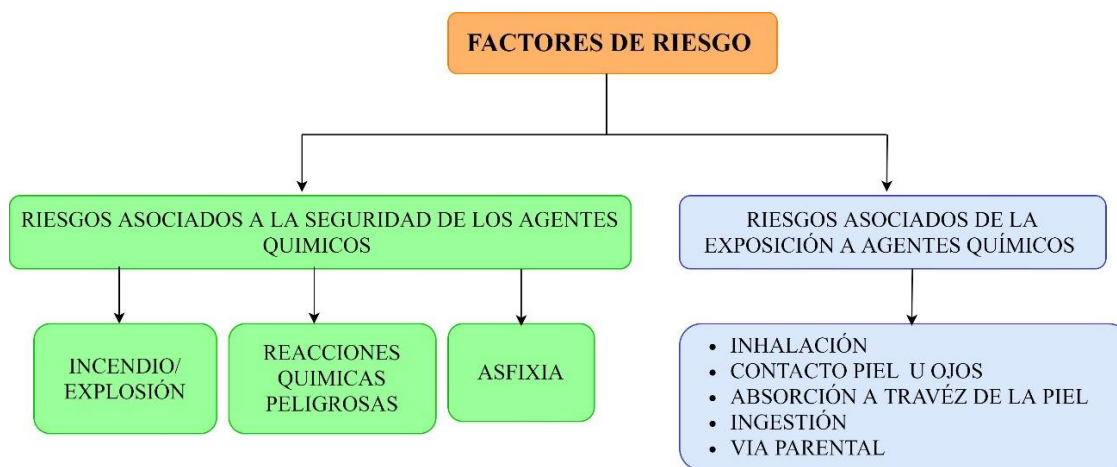 FACTORES DE RIESGO
RIESGOS ASOCIADOS A LA SEGURIDAD DE LOS AGENTES
QUIMICOS
RIESGOS ASOCIADOS DE LA
EXPOSICIÓN A AGENTES QUÍMICOS
INCENDIO/
EXPLOSIÓN
REACCIONES
QUIMICAS
PELIGROSAS
ASFIXIA
• INHALACIÓN
• CONTACTO PIEL U OJOS
• ABSORCIÓN A TRAVÉZ DE LA PIEL
• INGESTIÓN
• VIA PARENTAL